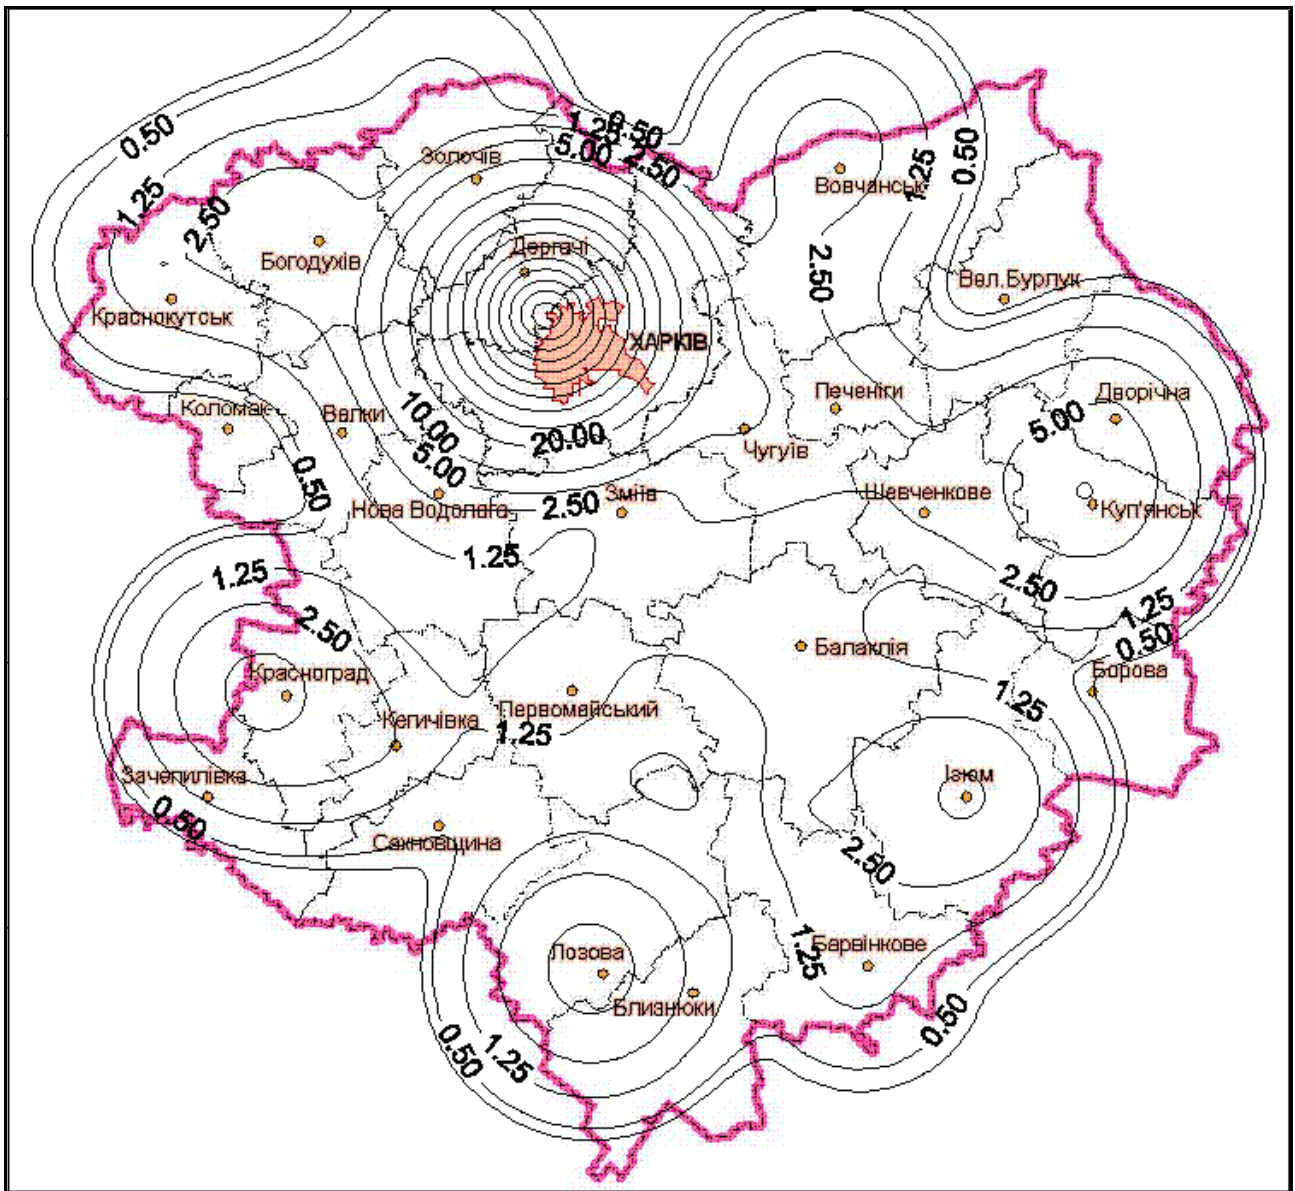 0.50
1.25
0.50
5.00
2.50
Золочів
0.50
1.25
Вовчанськ
1.25
2.50
Богодухів
Дергачі
2.50
Вел.Бурлук
Краснокутськ
ХАРКІВ
Печеніги
Дворічна
Коломак
Валки
10.00
5.00
20.00
Чугуїв
5.00
0.50
Нова Водолага
2.50
Зміїв
Шевченкове
Куп'янськ
1.25
1.25
2.50
1.25
0.50
2.50
Балаклія
Борова
Красноград
Кегичівка
Первомайський
1.25
1.25
Зачепилівка
0.50
Ізюм
Сахновщина
2.50
Лозова
1.25
Барвінкове
Близнюки
0.50
1.25
0.50